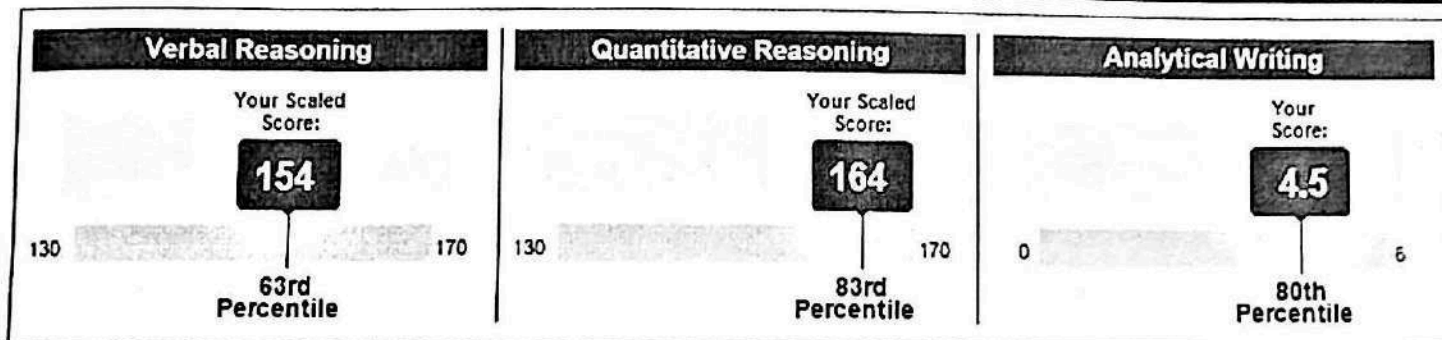 Verbal Reasoning
Your Scaled
Score:
154
130
170
63rd
Percentile
Quantitative Reasoning
Your Scaled
Score:
164
130
170
83rd
Percentile
Analytical Writing
Your
Score:
4.5
0
6
80th
Percentile